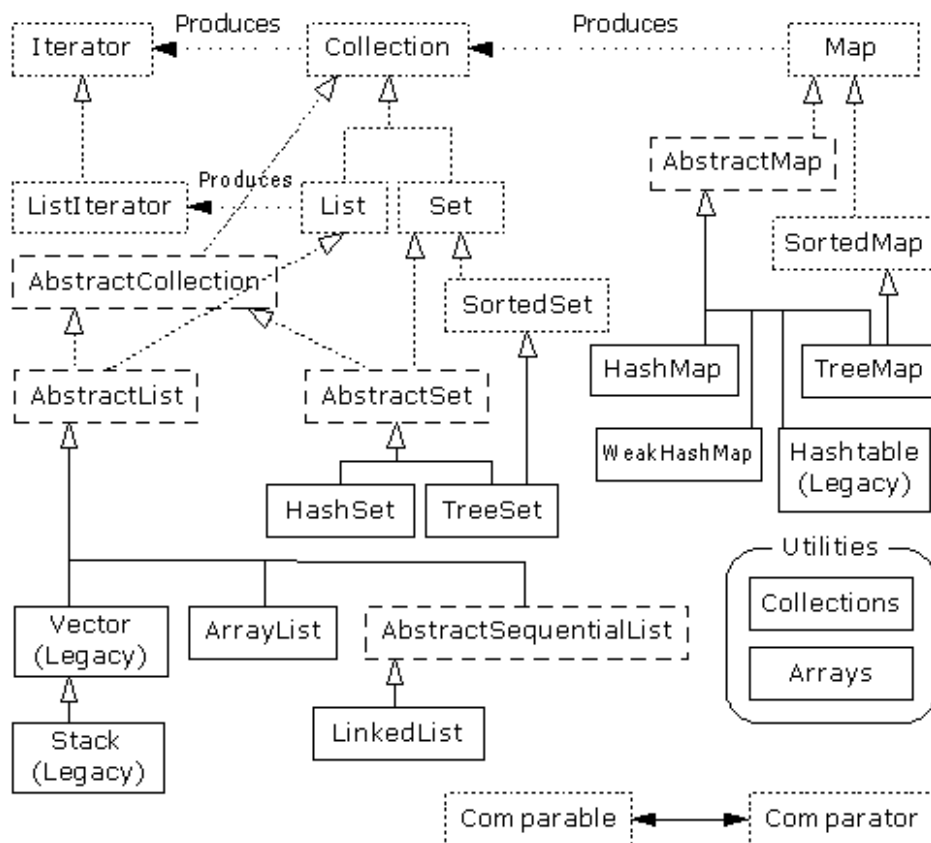 Produces
Produces
Iterator
Collection
Map
AbstractMap
Produces
ListIterator
List
Set
SortedMap
AbstractCollection
SortedSet
HashMap
TreeMap
AbstractList
AbstractSet
WeakHashMap
Hashtable
(Legacy)
HashSet
TreeSet
Utilities
Collections
Vector
(Legacy)
ArrayList
AbstractSequentialList
Arrays
Stack
(Legacy)
LinkedList
Comparable
Comparator